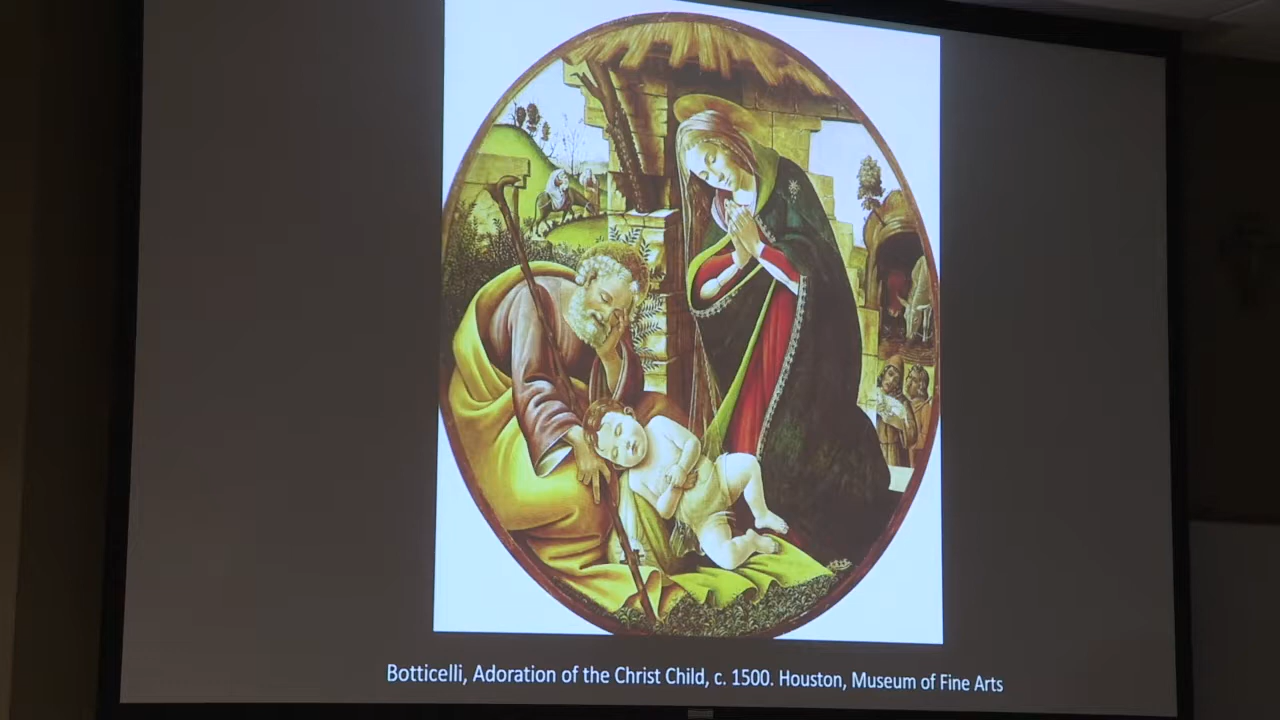 Botticelli, Adoration of the Christ Child, c. 1500. Houston, Museum of Fine Arts